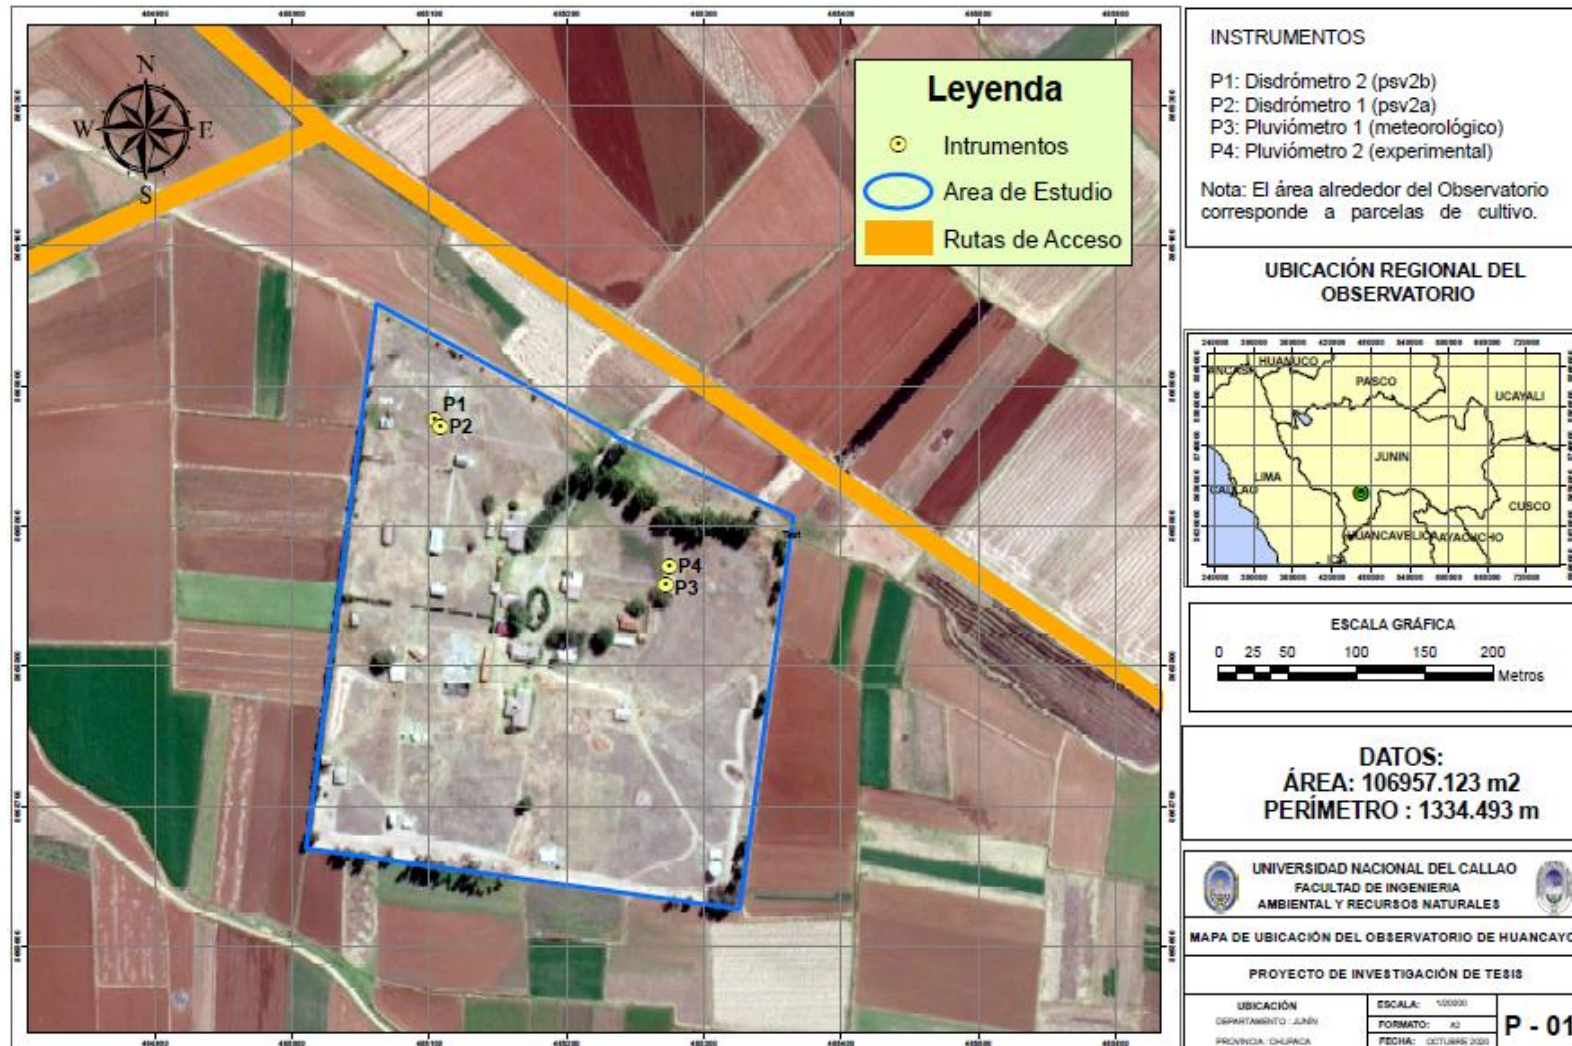 N
W
E
S
Leyenda
Intrumentos
Area de Estudio
Rutas de Acceso
P1
P2
P4
P3
Test
INSTRUMENTOS
P1: Disdrómetro 2 (psv2b)
P2: Disdrómetro 1 (psv2a)
P3: Pluviómetro 1 (meteorológico)
P4: Pluviómetro 2 (experimental)
Nota: El área alrededor del Observatorio
corresponde a parcelas de cultivo.
UBICACIÓN REGIONAL DEL
OBSERVATORIO
HUANUCO
ANCASH
PASCO
UCAYALI
JUNIN
LIMA
CALLAO
CUSCO
HUANCAVELICA
AYACUCHO
ESCALA GRÁFICA
0 25 50 100 150 200
Metros
DATOS:
ÁREA: 106957.123 m2
PERÍMETRO : 1334.493 m
UNIVERSIDAD NACIONAL DEL CALLAO
FACULTAD DE INGENIERIA
AMBIENTAL Y RECURSOS NATURALES
MAPA DE UBICACIÓN DEL OBSERVATORIO DE HUANCAYO
PROYECTO DE INVESTIGACIÓN DE TESIS
UBICACIÓN
DEPARTAMENTO : JUNÍN
PROVINCIA : CHUPACA
ESCALA:
FORMATO: A2
FECHA: OCTUBRE 2020
P - 01